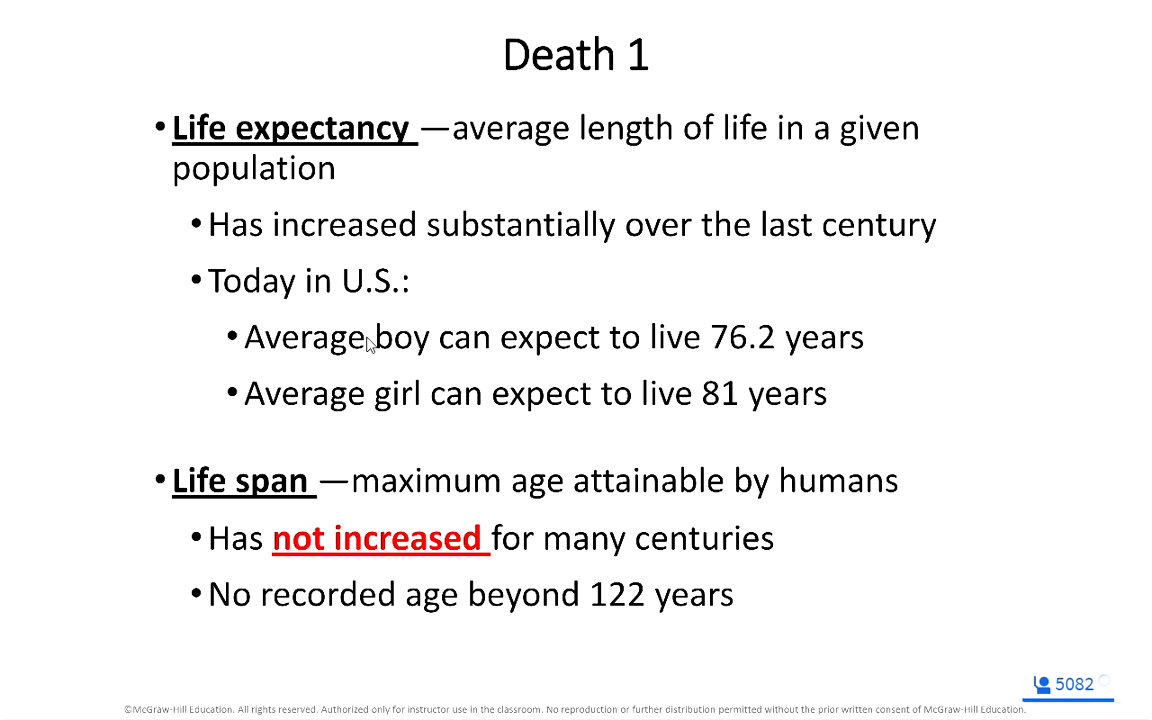 Death 1
•Life expectancy —average length of life in a given
population
•Has increased substantially over the last century
•Today in U.S.:
•Average boy can expect to live 76.2 years
•Average girl can expect to live 81 years
•Life span —maximum age attainable by humans
•Has not increased for many centuries
•No recorded age beyond 122 years
5082
©McGraw-Hill Education. All rights reserved. Authorized only for instructor use in the classroom. No reproduction or further distribution permitted without the prior written consent of McGraw-Hill Education.